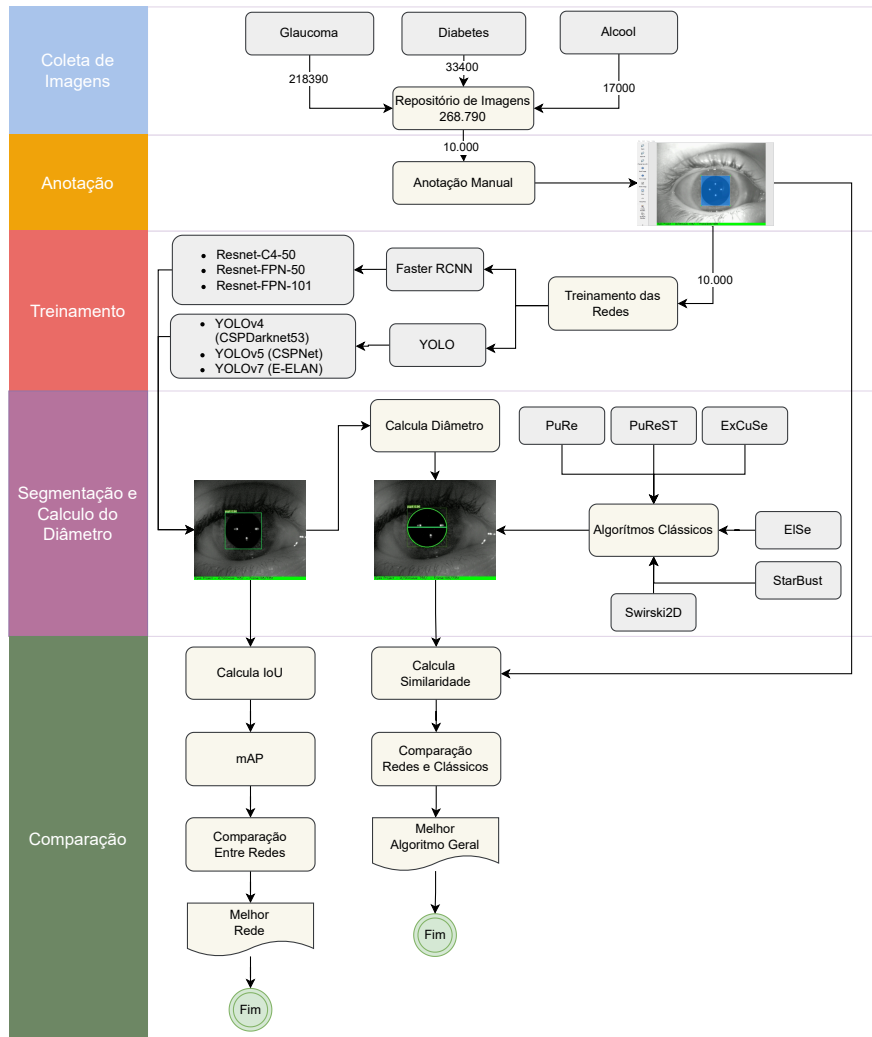 Coleta de
Imagens
Glaucoma
Diabetes
Alcool
218390
33400
17000
Repositório de Imagens
268.790
10.000
Anotação
Anotação Manual
Treinamento
• Resnet-C4-50
• Resnet-FPN-50
• Resnet-FPN-101
Faster RCNN
10.000
Treinamento das
Redes
• YOLOv4
(CSPDarknet53)
• YOLOv5 (CSPNet)
• YOLOv7 (E-ELAN)
YOLO
Segmentação e
Calculo do
Diâmetro
Calcula Diâmetro
PuRe
PuReST
ExCuSe
Algorítmos Clássicos
ElSe
StarBust
Swirski2D
Comparação
Calcula IoU
Calcula
Similaridade
mAP
Comparação
Redes e Clássicos
Comparação
Entre Redes
Melhor
Algoritmo Geral
Melhor
Rede
Fim
Fim